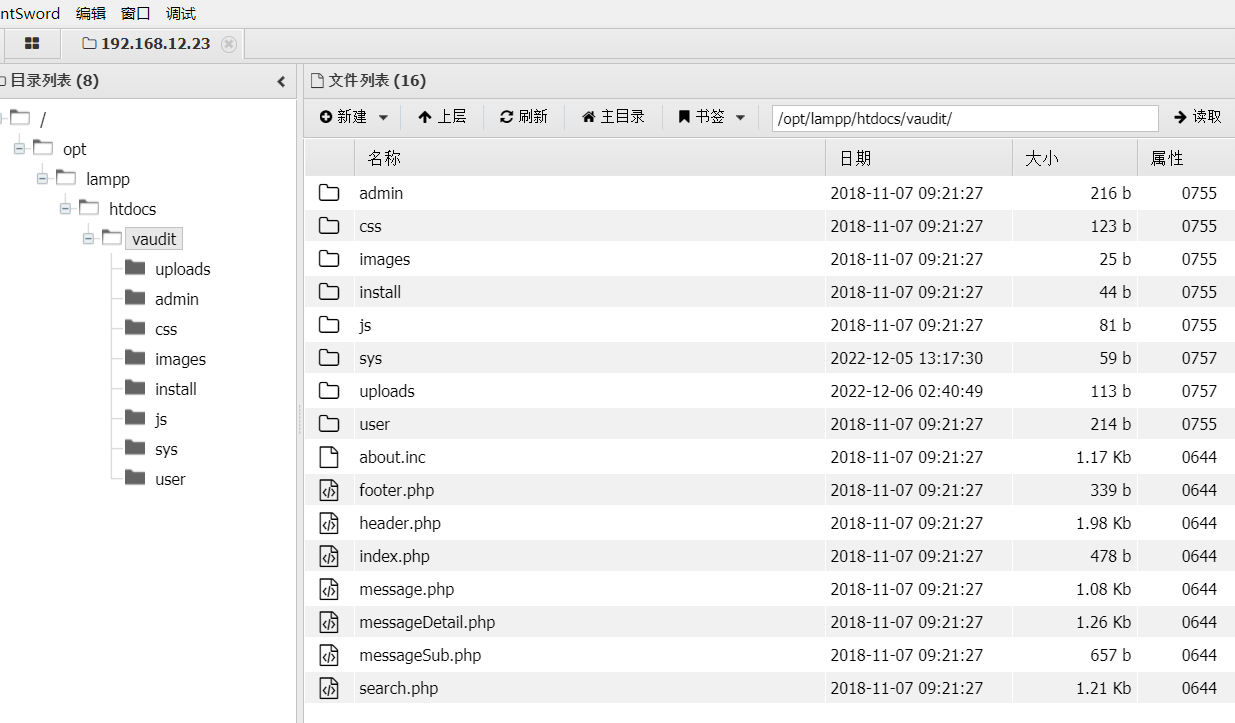 ntSword 编辑 窗口 调试
192.168.12.23
目录列表 (8)
/
opt
lampp
htdocs
vaudit
uploads
admin
css
images
install
js
sys
user
文件列表 (16)
新建 上层 刷新 主目录 书签 /opt/lampp/htdocs/vaudit/ 读取
名称 日期 大小 属性
admin 2018-11-07 09:21:27 216 b 0755
css 2018-11-07 09:21:27 123 b 0755
images 2018-11-07 09:21:27 25 b 0755
install 2018-11-07 09:21:27 44 b 0755
js 2018-11-07 09:21:27 81 b 0755
sys 2022-12-05 13:17:30 59 b 0757
uploads 2022-12-06 02:40:49 113 b 0757
user 2018-11-07 09:21:27 214 b 0755
about.inc 2018-11-07 09:21:27 1.17 Kb 0644
footer.php 2018-11-07 09:21:27 339 b 0644
header.php 2018-11-07 09:21:27 1.98 Kb 0644
index.php 2018-11-07 09:21:27 478 b 0644
message.php 2018-11-07 09:21:27 1.08 Kb 0644
messageDetail.php 2018-11-07 09:21:27 1.26 Kb 0644
messageSub.php 2018-11-07 09:21:27 657 b 0644
search.php 2018-11-07 09:21:27 1.21 Kb 0644